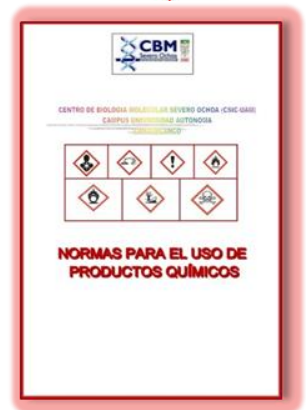 CBM
Severo Ochoa
CENTRO DE BIOLOGIA MOLECULAR SEVERO OCHOA (CSIC-UAM)
CAMPUS UNIVERSIDAD AUTONOMA
NORMAS PARA EL USO DE
PRODUCTOS QUÍMICOS